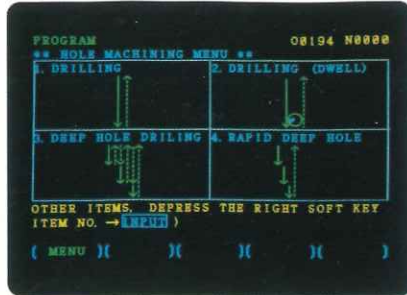 PROGRAM O0194 N0000
** HOLE MACHINING MENU **
1. DRILLING 2. DRILLING (DWELL)
3. DEEP HOLE DRILING 4. RAPID DEEP HOLE
OTHER ITEMS, DEPRESS THE RIGHT SOFT KEY
ITEM NO. → INPUT )
( MENU )( )( )( )( )